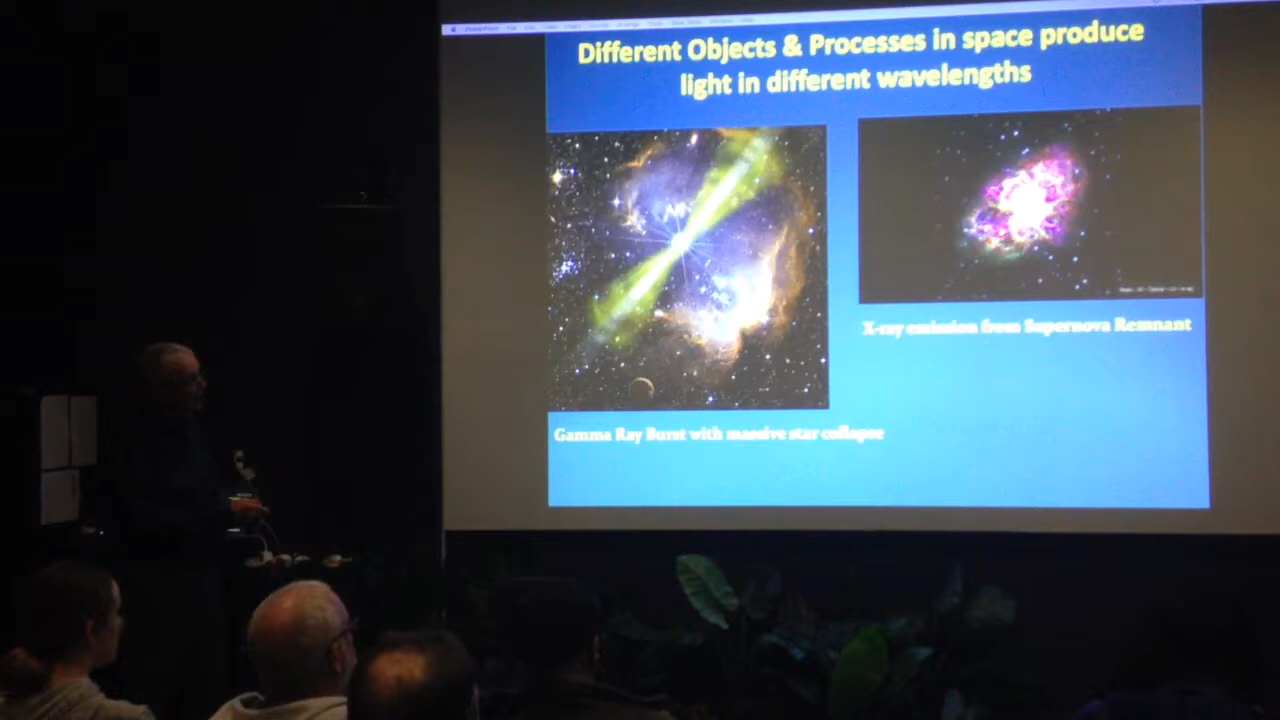 Different Objects & Processes in space produce
light in different wavelengths
X-ray emission from Supernova Remnant
Gamma Ray Burst with massive star collapse